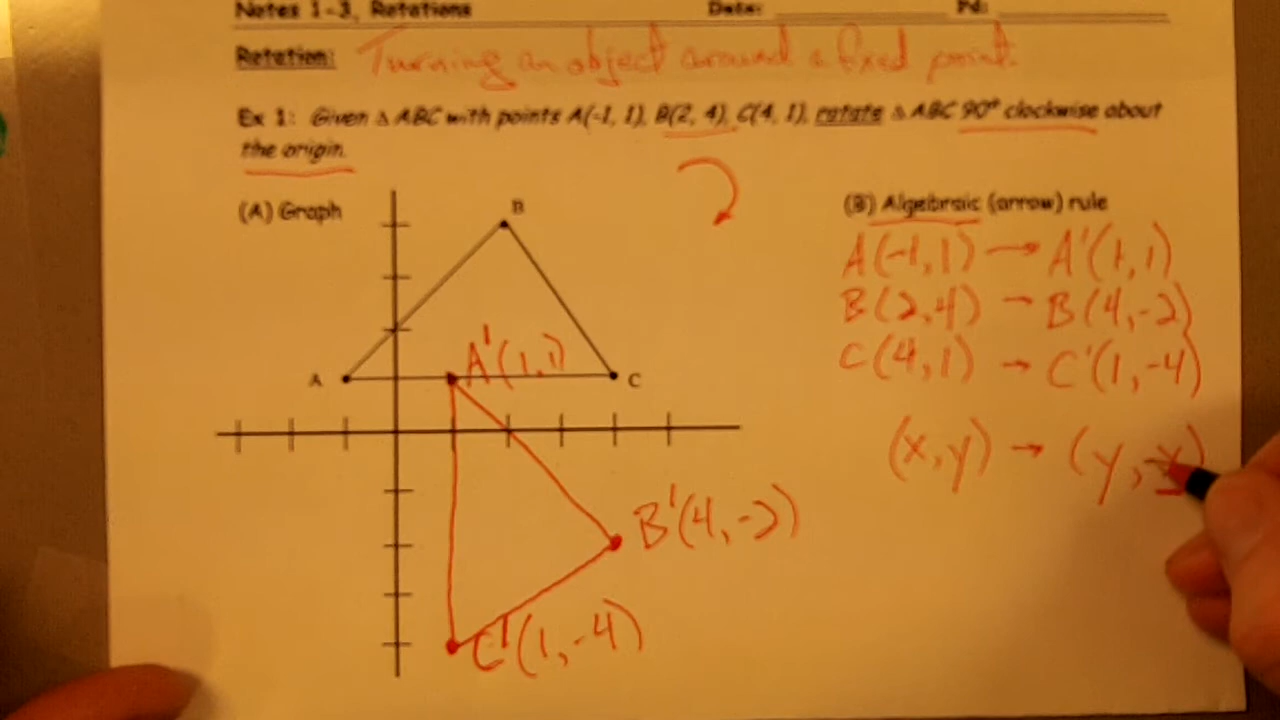 Notes 1-3, Rotations Date: Pd:
Rotation: Turning an object around a fixed point.
Ex 1: Given △ ABC with points A(-1, 1), B(2, 4), C(4, 1), rotate △ ABC 90° clockwise about
the origin.
(A) Graph
B
(B) Algebraic (arrow) rule
A(-1,1) → A'(1,1)
B(2,4) → B(4,-2)
C(4,1) → C'(1,-4)
A'(1,1)
A
C
(x,y) → (y,-x)
B'(4,-2)
C'(1,-4)